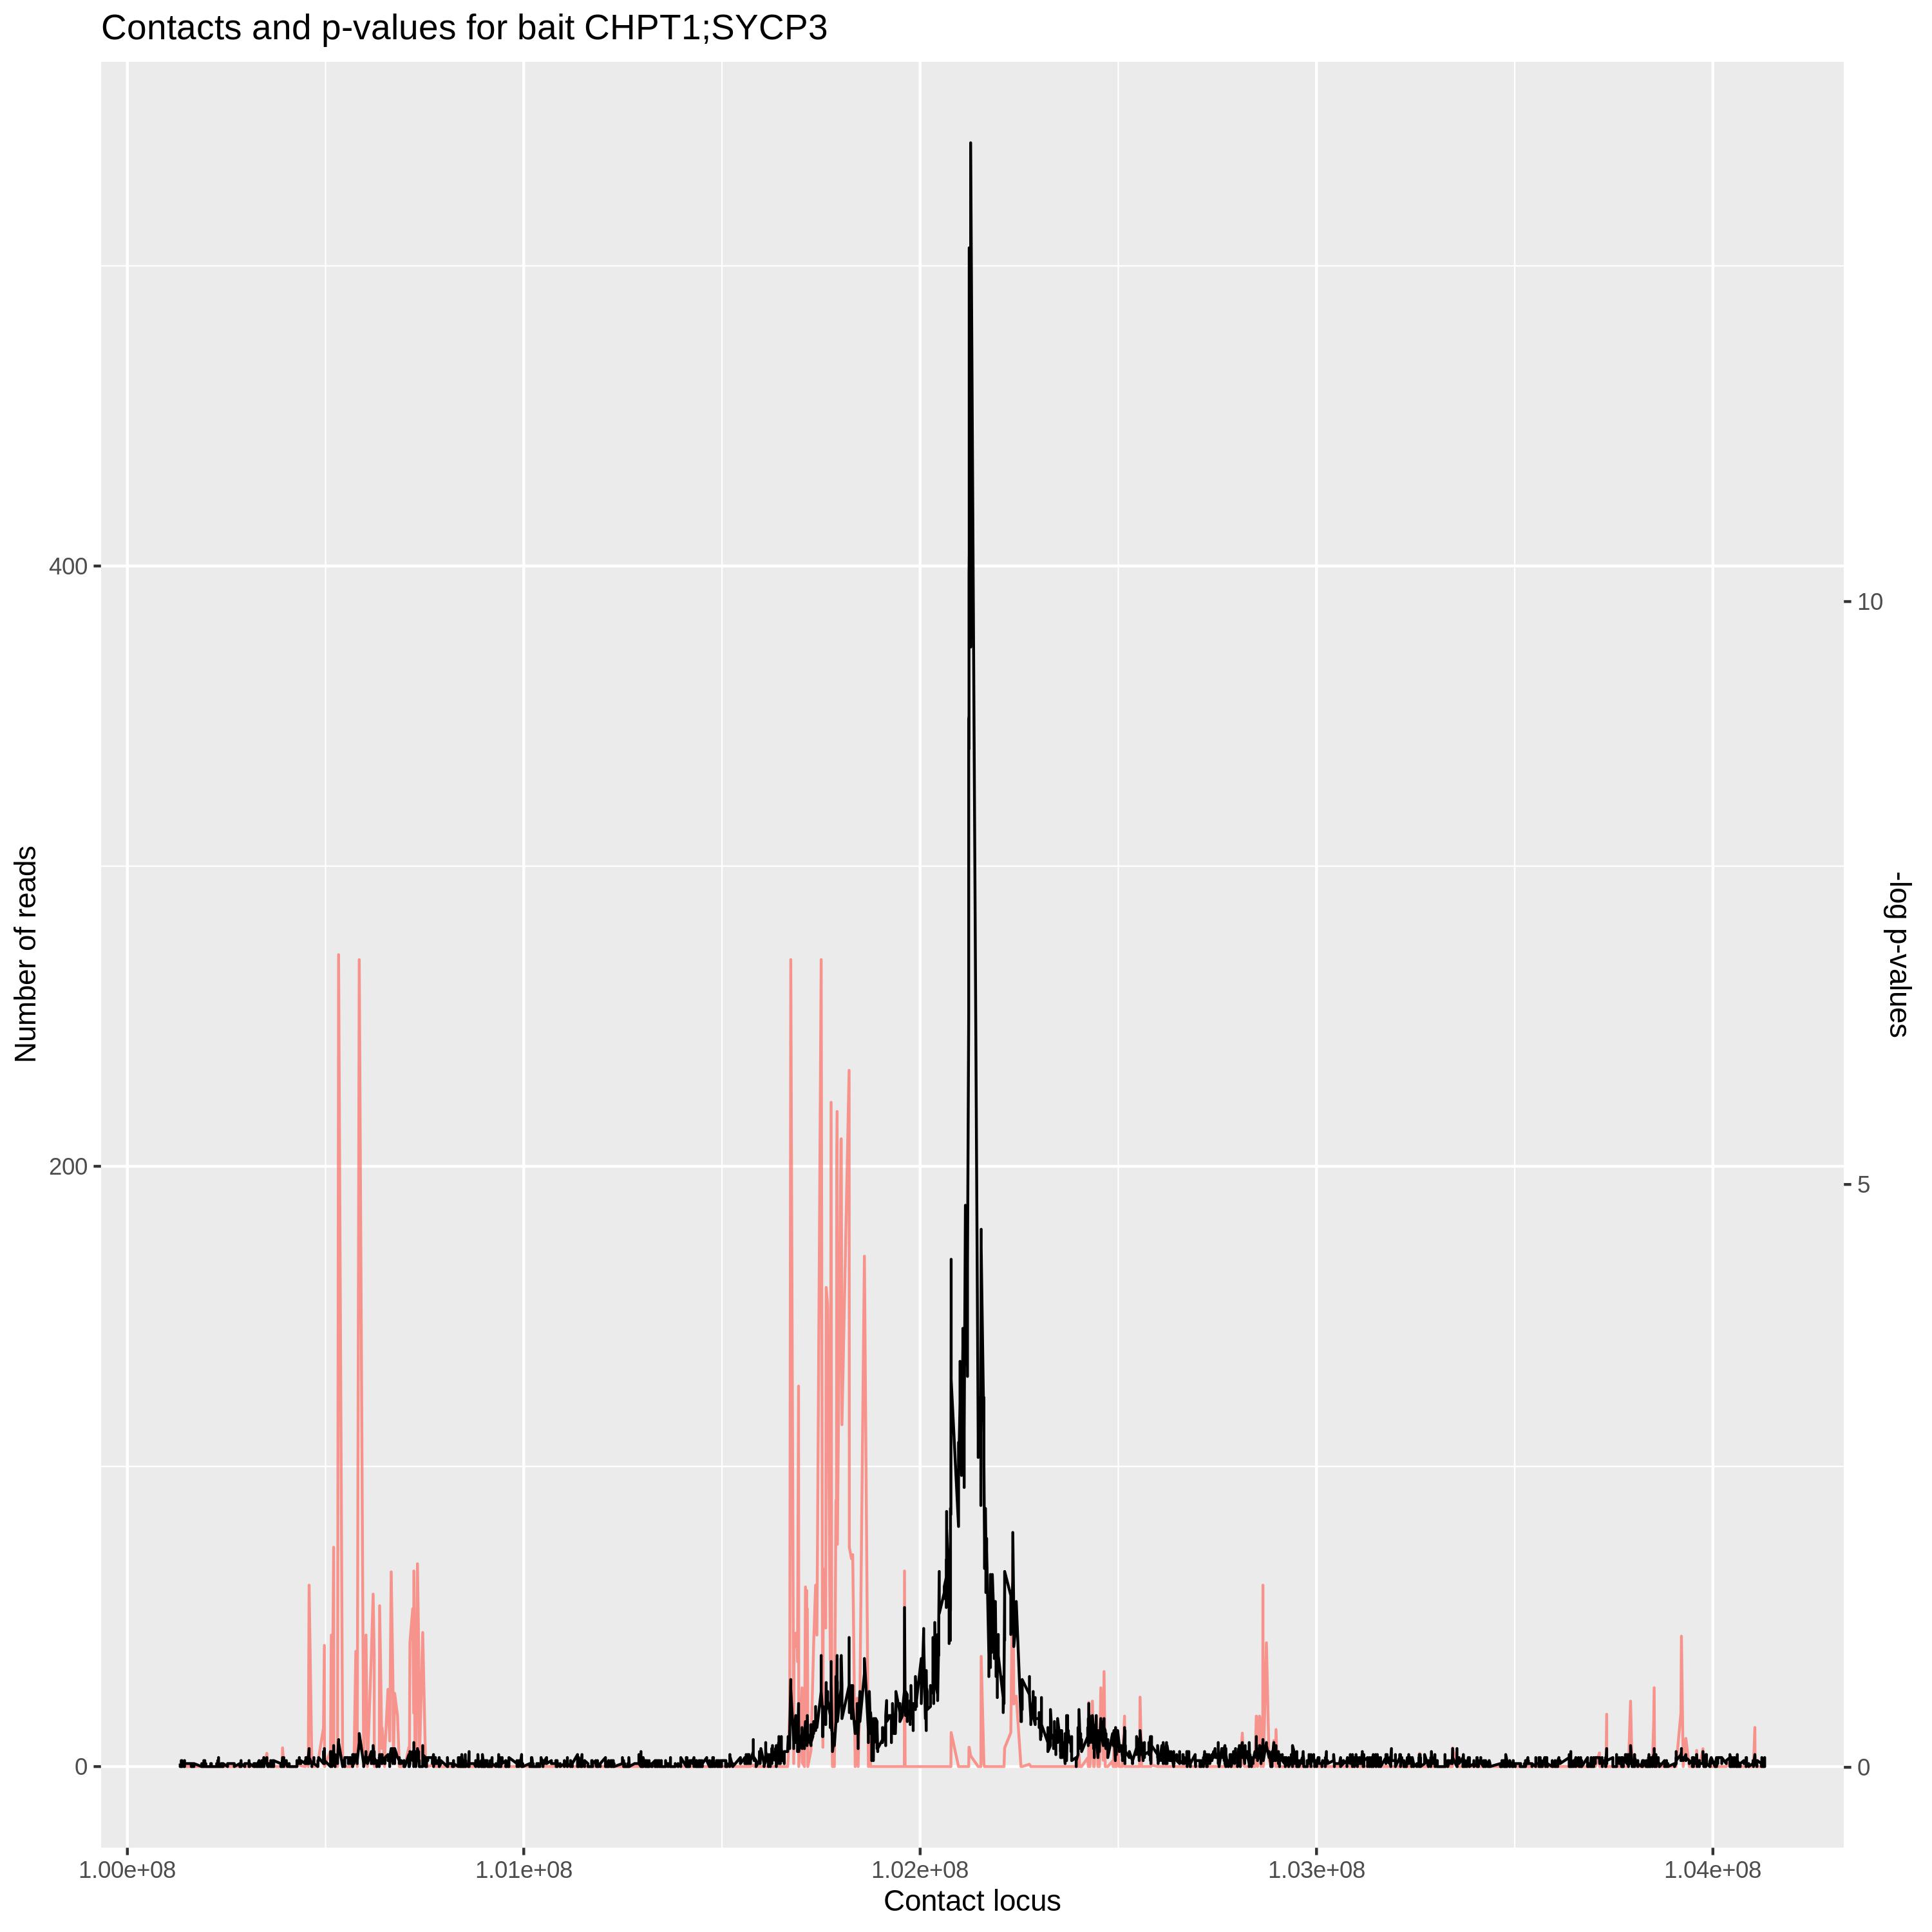 Contacts and p-values for bait CHPT1;SYCP3
Number of reads
400
200
0
10
5
0
-log p-values
1.00e+08
1.01e+08
1.02e+08
1.03e+08
1.04e+08
Contact locus